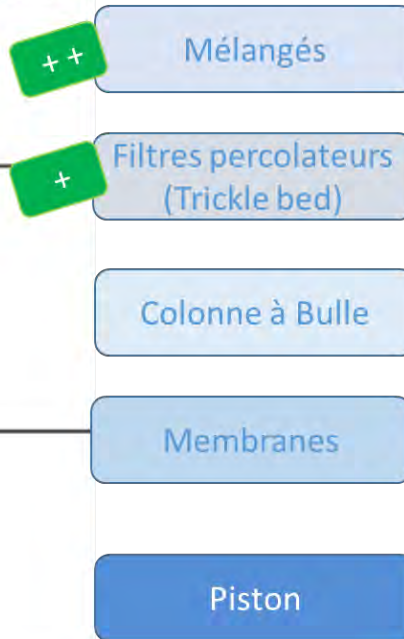 ++
Mélangés
+
Filtres percolateurs
(Trickle bed)
Colonne à Bulle
Membranes
Piston